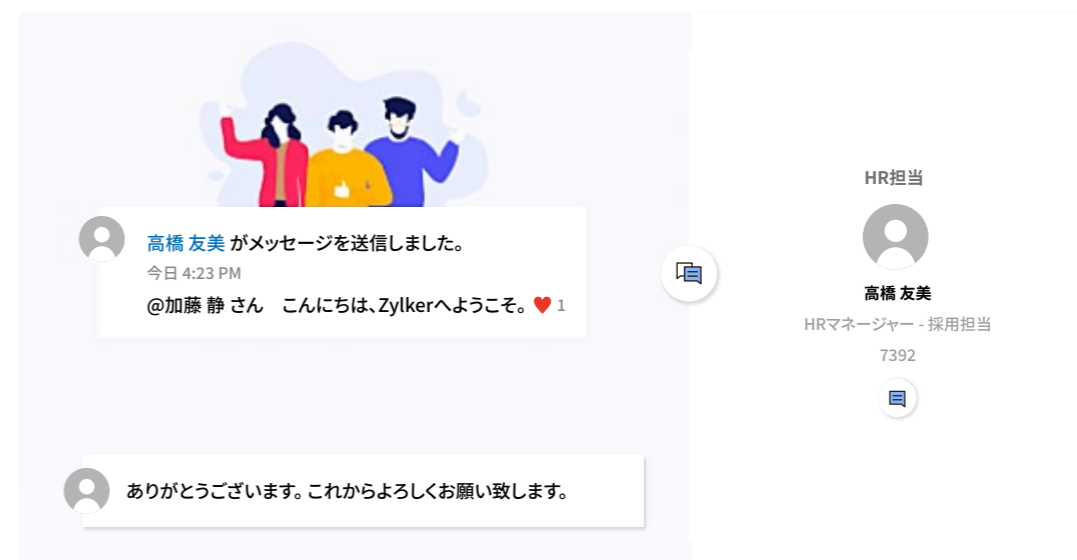 高橋 友美 がメッセージを送信しました。
今日 4:23 PM
@加藤 静 さん　こんにちは、Zylkerへようこそ。 1
ありがとうございます。これからよろしくお願い致します。
HR担当
高橋 友美
HRマネージャー - 採用担当
7392